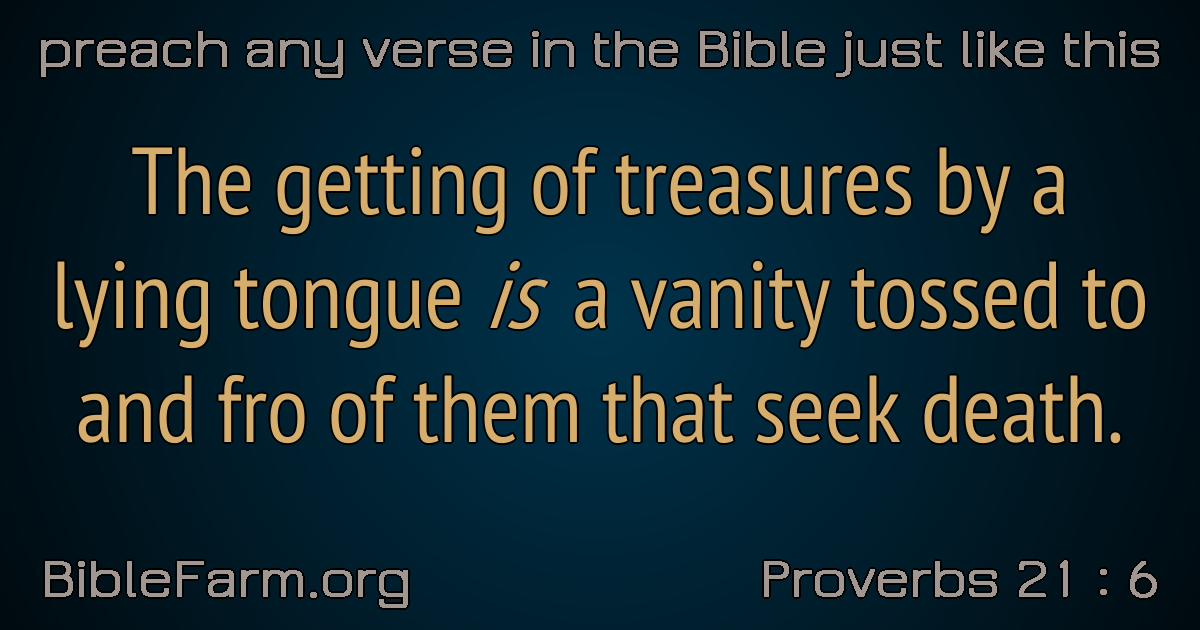 preach any verse in the Bible just like this
The getting of treasures by a
lying tongue is a vanity tossed to
and fro of them that seek death.
BibleFarm.org
Proverbs 21 : 6